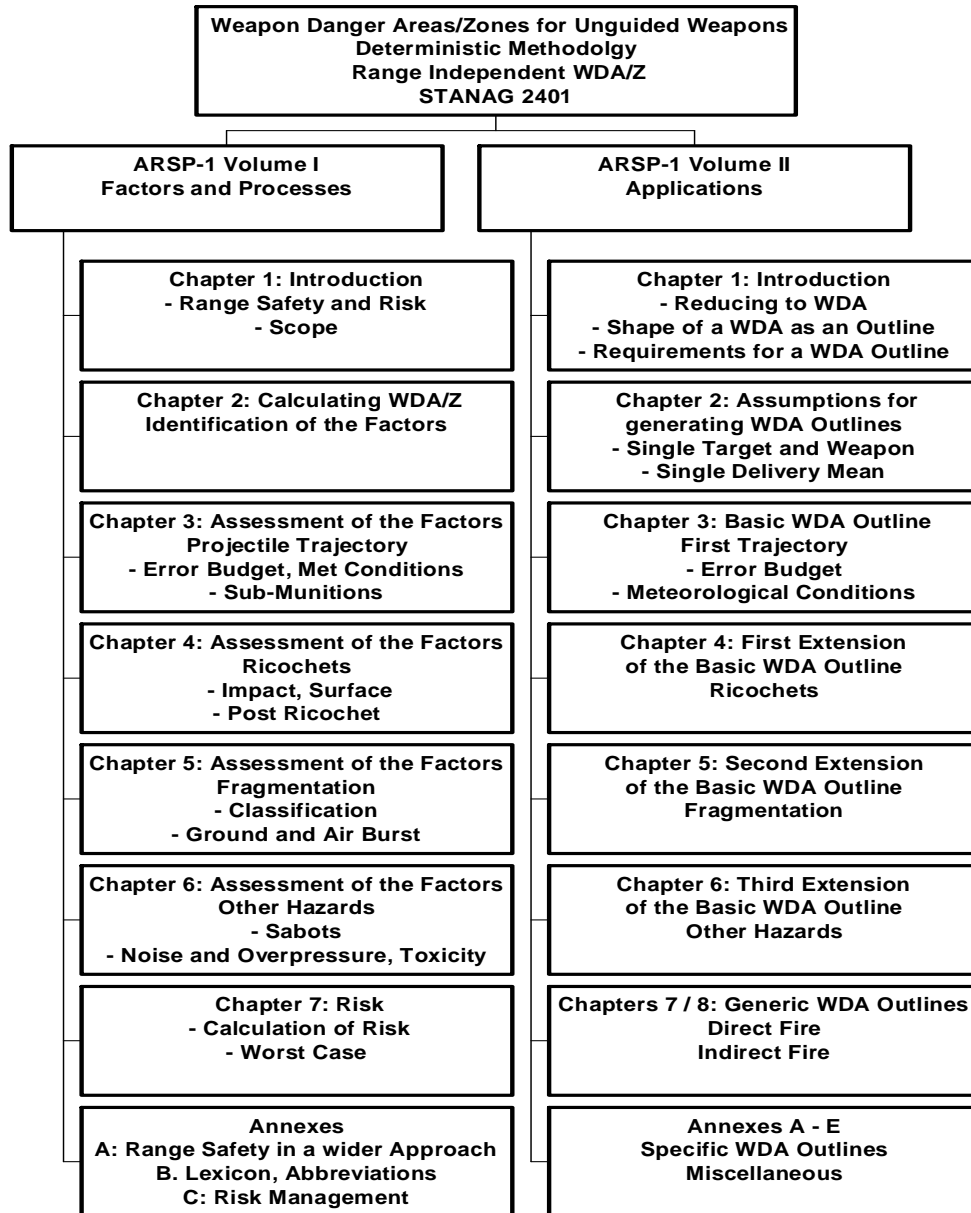 Weapon Danger Areas/Zones for Unguided Weapons
Deterministic Methodolgy
Range Independent WDA/Z
STANAG 2401
ARSP-1 Volume I
Factors and Processes
Chapter 1: Introduction
- Range Safety and Risk
- Scope
Chapter 2: Calculating WDA/Z
Identification of the Factors
Chapter 3: Assessment of the Factors
Projectile Trajectory
- Error Budget, Met Conditions
- Sub-Munitions
Chapter 4: Assessment of the Factors
Ricochets
- Impact, Surface
- Post Ricochet
Chapter 5: Assessment of the Factors
Fragmentation
- Classification
- Ground and Air Burst
Chapter 6: Assessment of the Factors
Other Hazards
- Sabots
- Noise and Overpressure, Toxicity
Chapter 7: Risk
- Calculation of Risk
- Worst Case
Annexes
A: Range Safety in a wider Approach
B. Lexicon, Abbreviations
C: Risk Management
ARSP-1 Volume II
Applications
Chapter 1: Introduction
- Reducing to WDA
- Shape of a WDA as an Outline
- Requirements for a WDA Outline
Chapter 2: Assumptions for
generating WDA Outlines
- Single Target and Weapon
- Single Delivery Mean
Chapter 3: Basic WDA Outline
First Trajectory
- Error Budget
- Meteorological Conditions
Chapter 4: First Extension
of the Basic WDA Outline
Ricochets
Chapter 5: Second Extension
of the Basic WDA Outline
Fragmentation
Chapter 6: Third Extension
of the Basic WDA Outline
Other Hazards
Chapters 7 / 8: Generic WDA Outlines
Direct Fire
Indirect Fire
Annexes A - E
Specific WDA Outlines
Miscellaneous